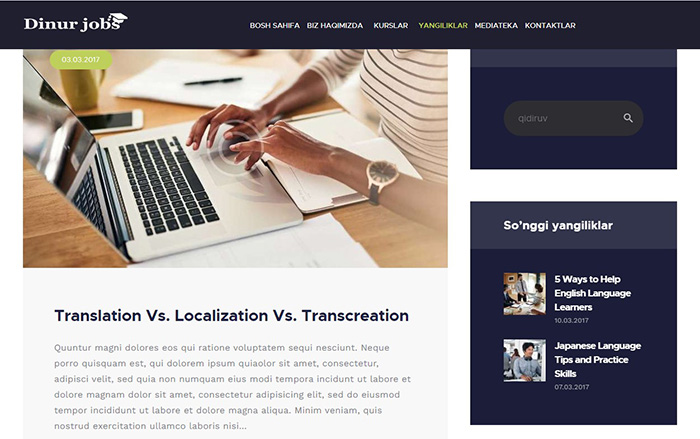 Dinur jobs
BOSH SAHIFA BIZ HAQIMIZDA KURSLAR YANGILIKLAR MEDIATEKA KONTAKTLAR
03.03.2017
Translation Vs. Localization Vs. Transcreation
Quuntur magni dolores eos qui ratione voluptatem sequi nesciunt. Neque
porro quisquam est, qui dolorem ipsum quiaolor sit amet, consectetur,
adipisci velit, sed quia non numquam eius modi tempora incidunt ut labore et
dolore magnam dolor sit amet, consectetur adipisicing elit, sed do eiusmod
tempor incididunt ut labore et dolore magna aliqua. Minim veniam, quis
nostrud exercitation ullamco laboris nisi...
qidiruv
So'nggi yangiliklar
5 Ways to Help
English Language
Learners
10.03.2017
Japanese Language
Tips and Practice
Skills
07.03.2017